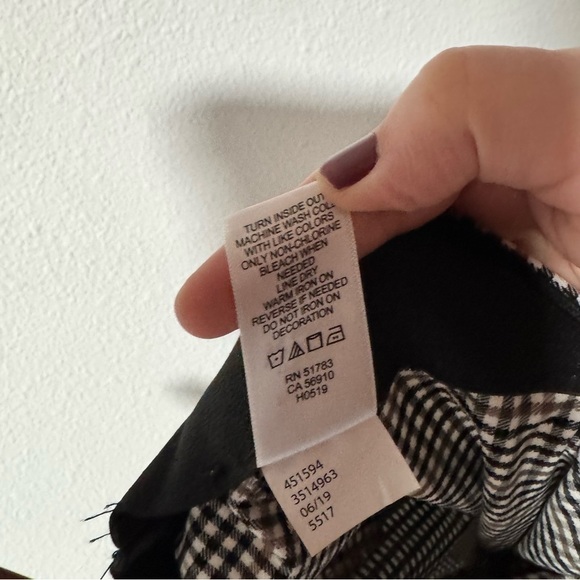 TURN INSIDE OUT
MACHINE WASH COLD
WITH LIKE COLORS
ONLY NON-CHLORINE
BLEACH WHEN
NEEDED
LINE DRY
WARM IRON ON
REVERSE IF NEEDED
DO NOT IRON ON
DECORATION
RN 51783
CA 56910
H0519
451594
3514963
06/19
5517